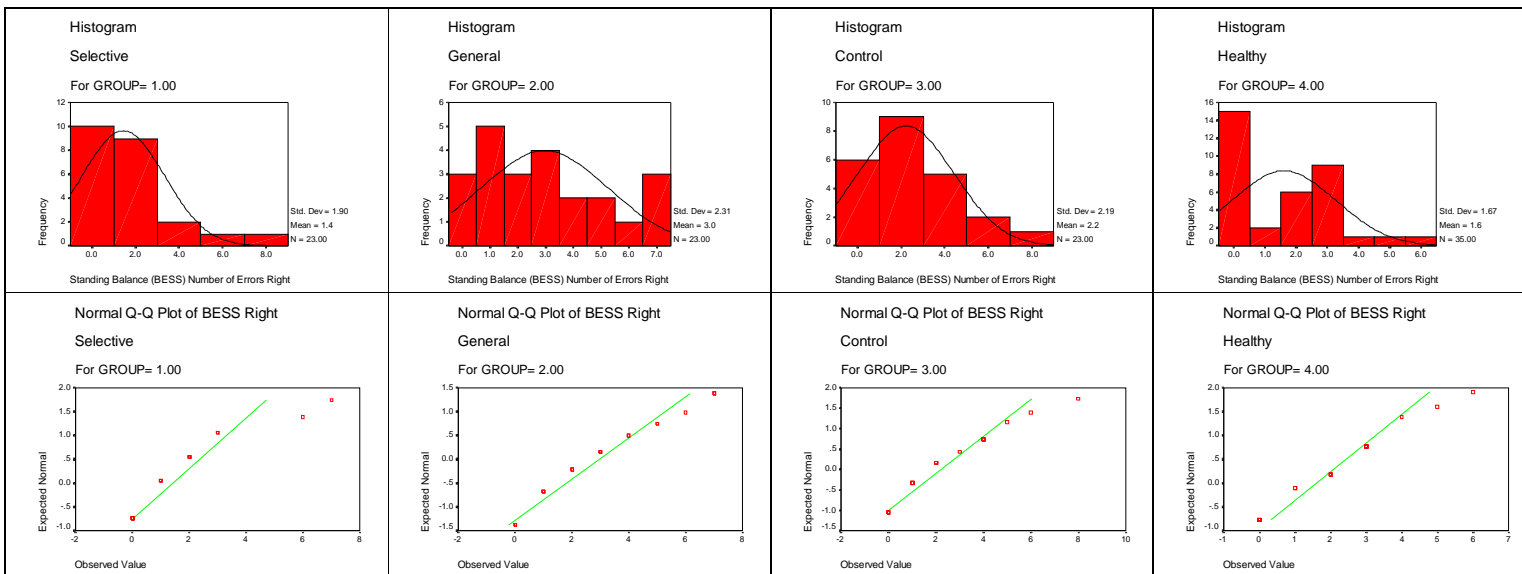 Histogram
Selective
For GROUP= 1.00
12
10
8
6
4
2
0
Frequency
0.0 2.0 4.0 6.0 8.0
Std. Dev = 1.90
Mean = 1.4
N = 23.00
Standing Balance (BESS) Number of Errors Right
Histogram
General
For GROUP= 2.00
6
5
4
3
2
1
0
Frequency
0.0 1.0 2.0 3.0 4.0 5.0 6.0 7.0
Std. Dev = 2.31
Mean = 3.0
N = 23.00
Standing Balance (BESS) Number of Errors Right
Histogram
Control
For GROUP= 3.00
10
8
6
4
2
0
Frequency
0.0 2.0 4.0 6.0 8.0
Std. Dev = 2.19
Mean = 2.2
N = 23.00
Standing Balance (BESS) Number of Errors Right
Histogram
Healthy
For GROUP= 4.00
16
14
12
10
8
6
4
2
0
Frequency
0.0 1.0 2.0 3.0 4.0 5.0 6.0
Std. Dev = 1.67
Mean = 1.6
N = 35.00
Standing Balance (BESS) Number of Errors Right
Normal Q-Q Plot of BESS Right
Selective
For GROUP= 1.00
2.0
1.5
1.0
.5
0.0
-.5
-1.0
Expected Normal
-2 0 2 4 6 8
Observed Value
Normal Q-Q Plot of BESS Right
General
For GROUP= 2.00
1.5
1.0
.5
0.0
-.5
-1.0
-1.5
Expected Normal
-2 0 2 4 6 8
Observed Value
Normal Q-Q Plot of BESS Right
Control
For GROUP= 3.00
2.0
1.5
1.0
.5
0.0
-.5
-1.0
-1.5
Expected Normal
-2 0 2 4 6 8 10
Observed Value
Normal Q-Q Plot of BESS Right
Healthy
For GROUP= 4.00
2.0
1.5
1.0
.5
0.0
-.5
-1.0
Expected Normal
-1 0 1 2 3 4 5 6 7
Observed Value